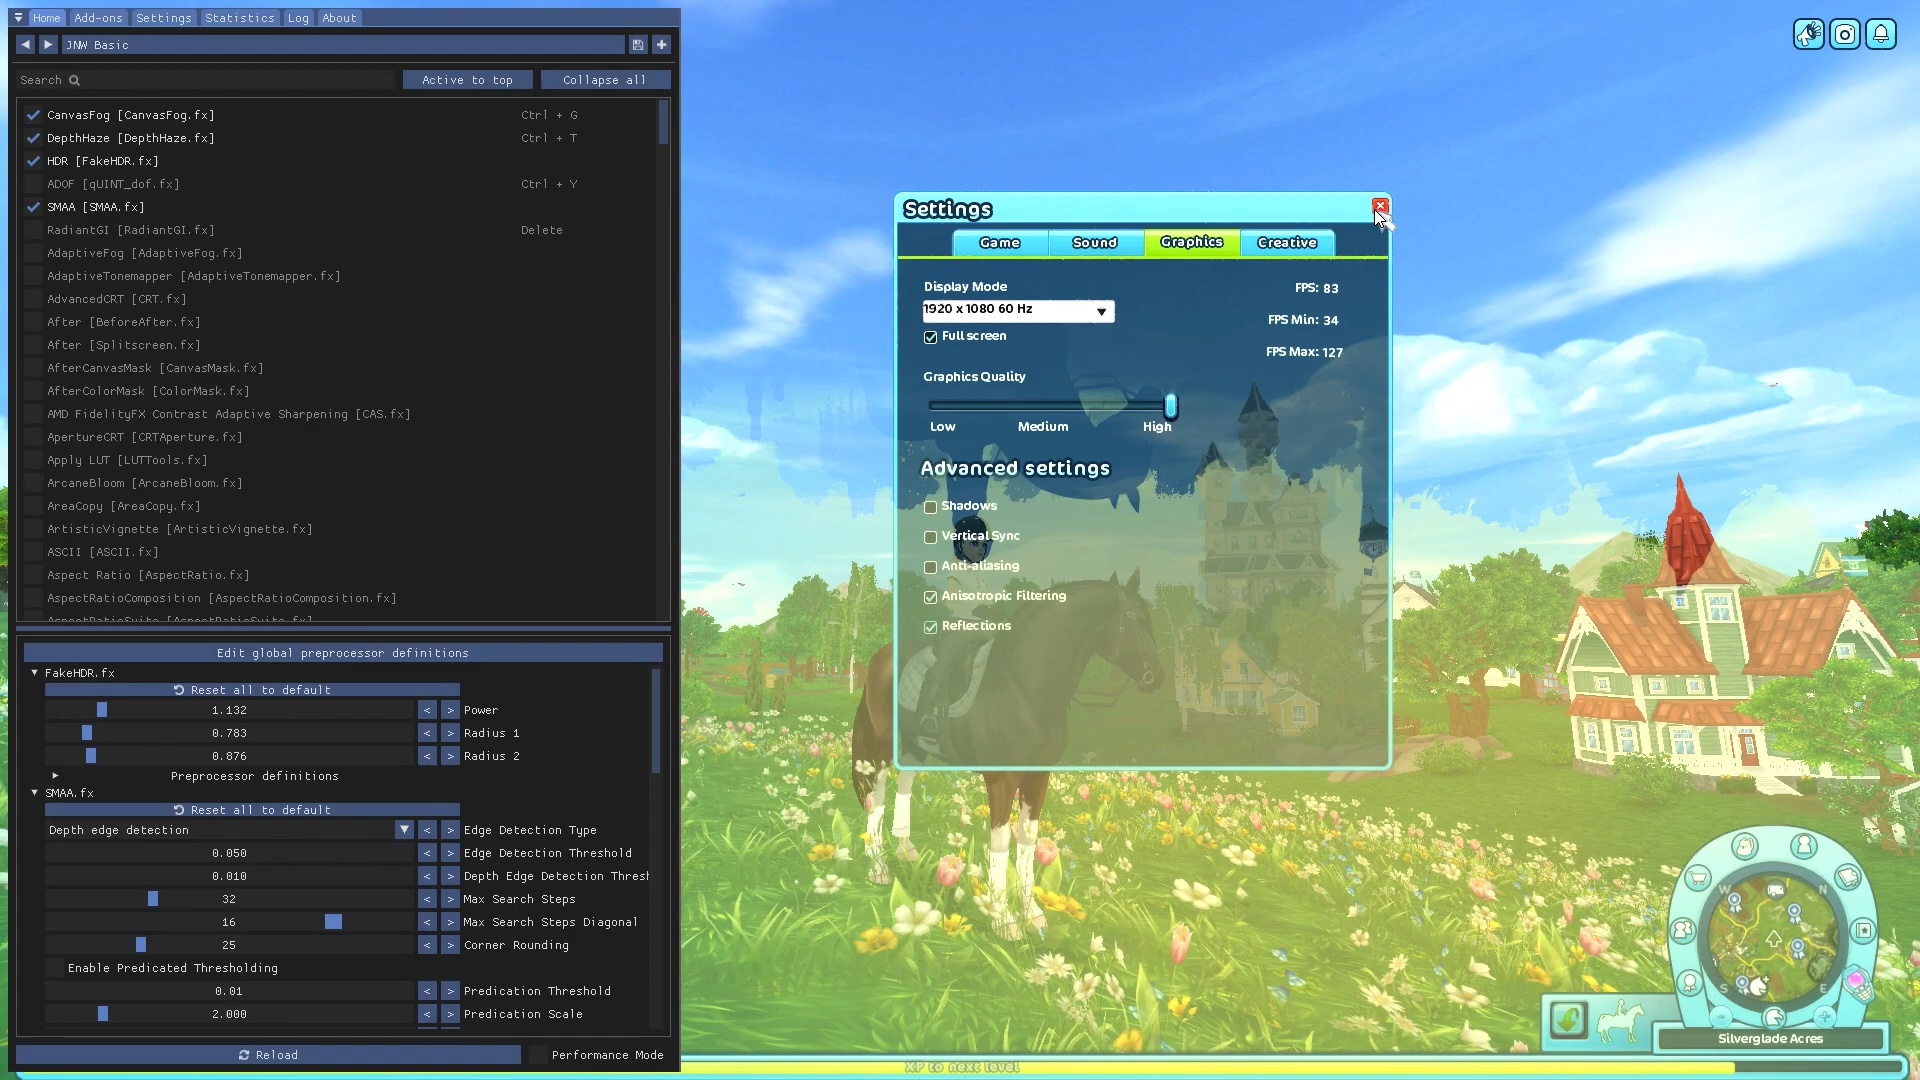 Home Add-ons Settings Statistics Log About
JNW Basic
Search Active to top Collapse all
CanvasFog [CanvasFog.fx] Ctrl + G
DepthHaze [DepthHaze.fx] Ctrl + T
HDR [FakeHDR.fx]
ADOF [qUINT_dof.fx] Ctrl + Y
SMAA [SMAA.fx]
RadiantGI [RadiantGI.fx] Delete
AdaptiveFog [AdaptiveFog.fx]
AdaptiveTonemapper [AdaptiveTonemapper.fx]
AdvancedCRT [CRT.fx]
After [BeforeAfter.fx]
After [Splitscreen.fx]
AfterCanvasMask [CanvasMask.fx]
AfterColorMask [ColorMask.fx]
AMD FidelityFX Contrast Adaptive Sharpening [CAS.fx]
ApertureCRT [CRTAperture.fx]
Apply LUT [LUTTools.fx]
ArcaneBloom [ArcaneBloom.fx]
AreaCopy [AreaCopy.fx]
ArtisticVignette [ArtisticVignette.fx]
ASCII [ASCII.fx]
Aspect Ratio [AspectRatio.fx]
AspectRatioComposition [AspectRatioComposition.fx]
AspectRatioSuite [AspectRatioSuite.fx]
Edit global preprocessor definitions
FakeHDR.fx
Reset all to default
1.132 < > Power
0.783 < > Radius 1
0.876 < > Radius 2
Preprocessor definitions
SMAA.fx
Reset all to default
Depth edge detection < > Edge Detection Type
0.050 < > Edge Detection Threshold
0.010 < > Depth Edge Detection Thresh
32 < > Max Search Steps
16 < > Max Search Steps Diagonal
25 < > Corner Rounding
Enable Predicated Thresholding
0.01 < > Predication Threshold
2.000 < > Predication Scale
Reload Performance Mode
Settings
Game Sound Graphics Creative
Display Mode
1920 x 1080 60 Hz
Full screen
FPS: 83
FPS Min: 34
FPS Max: 127
Graphics Quality
Low Medium High
Advanced settings
Shadows
Vertical Sync
Anti-aliasing
Anisotropic Filtering
Reflections
W N
S E
Silverglade Acres
XP to next level